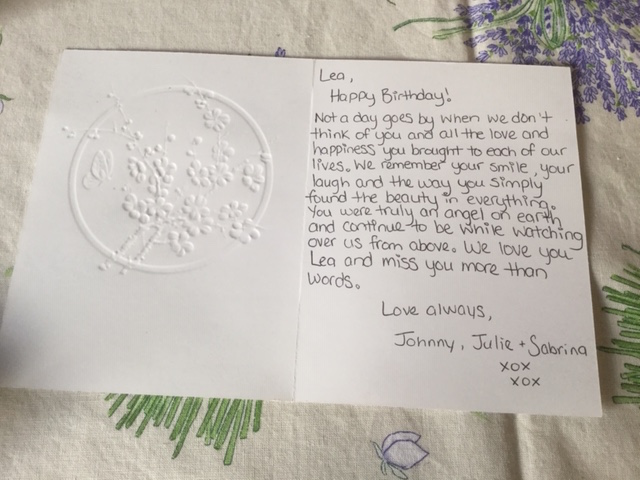 Lea,
Happy Birthday!
Not a day goes by when we don't
think of you and all the love and
happiness you brought to each of our
lives. We remember your smile, your
laugh and the way you simply
found the beauty in everything.
You were truly an angel on earth
and continue to be while watching
over us from above. We love you
Lea and miss you more than
words.
Love always,
Johnny, Julie + Sabrina
xox
xox